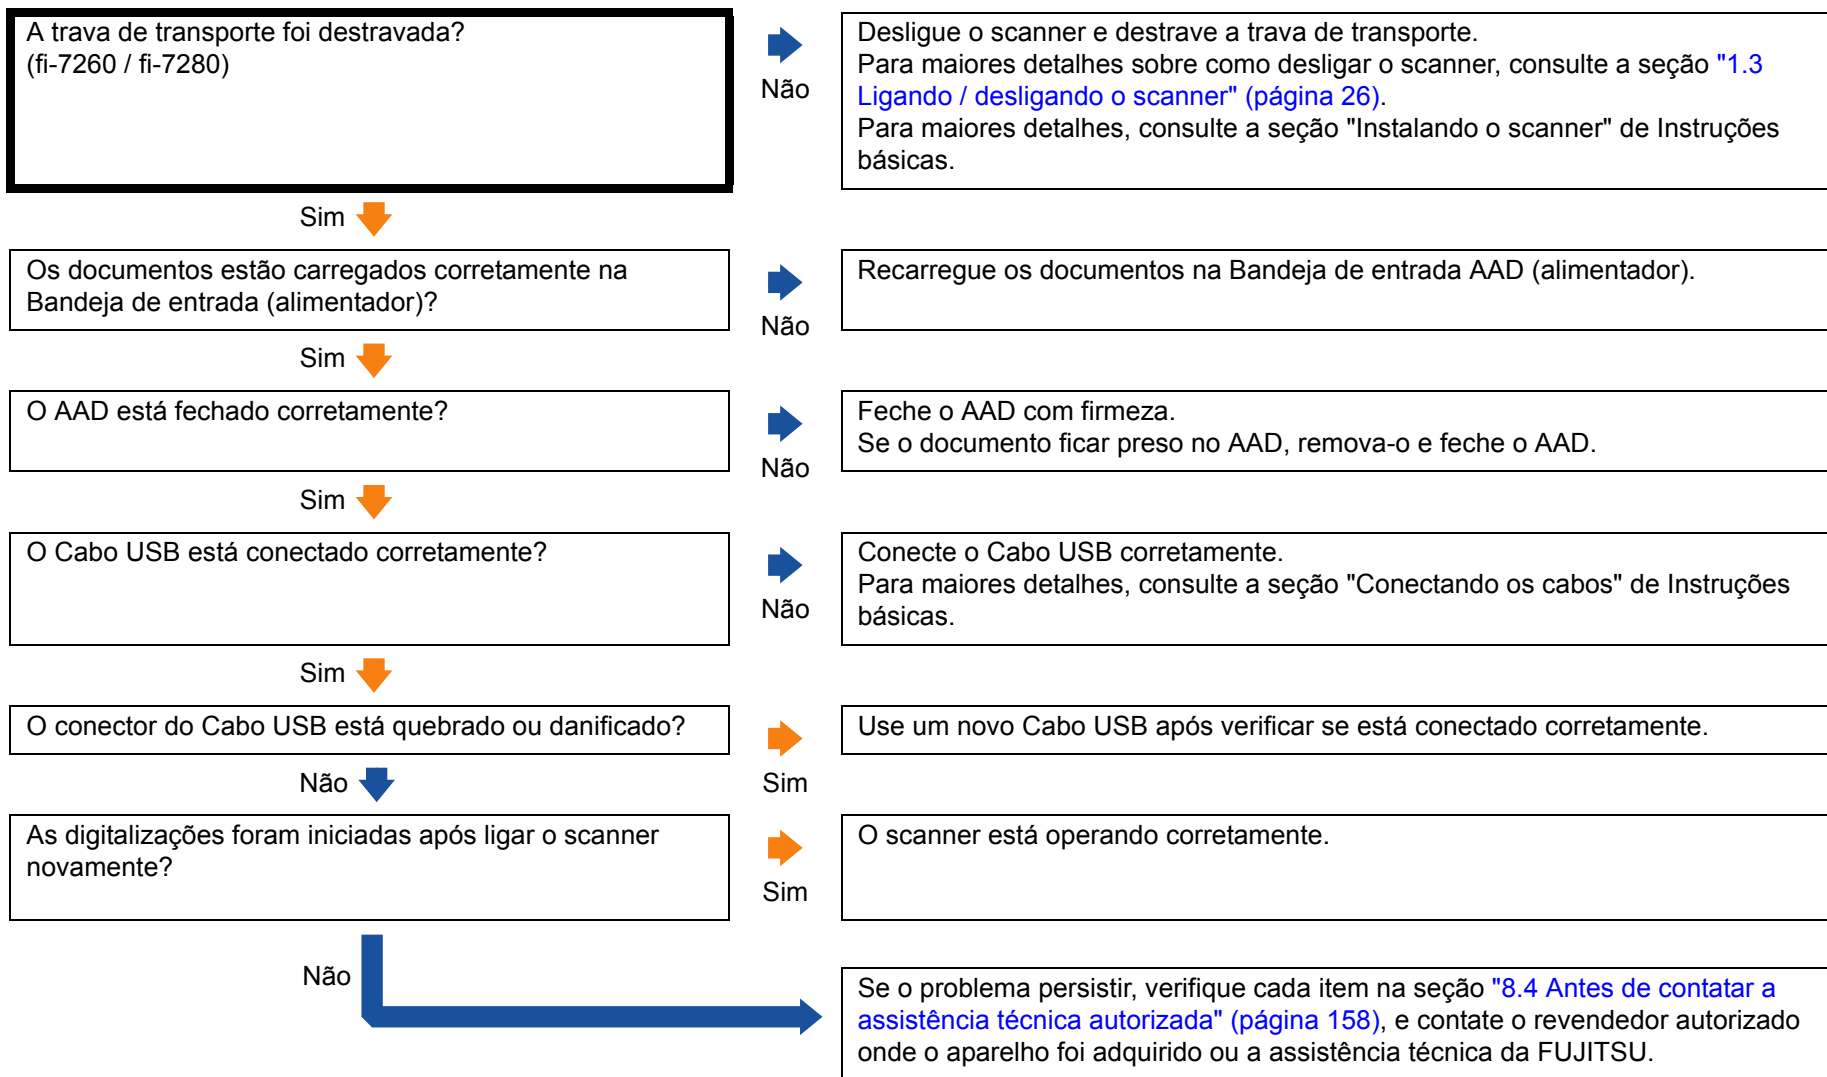 A trava de transporte foi destravada?
(fi-7260 / fi-7280)
Não
Desligue o scanner e destrave a trava de transporte.
Para maiores detalhes sobre como desligar o scanner, consulte a seção "1.3
Ligando / desligando o scanner" (página 26).
Para maiores detalhes, consulte a seção "Instalando o scanner" de Instruções
básicas.
Sim
Os documentos estão carregados corretamente na
Bandeja de entrada (alimentador)?
Não
Recarregue os documentos na Bandeja de entrada AAD (alimentador).
Sim
O AAD está fechado corretamente?
Não
Feche o AAD com firmeza.
Se o documento ficar preso no AAD, remova-o e feche o AAD.
Sim
O Cabo USB está conectado corretamente?
Não
Conecte o Cabo USB corretamente.
Para maiores detalhes, consulte a seção "Conectando os cabos" de Instruções
básicas.
Sim
O conector do Cabo USB está quebrado ou danificado?
Sim
Use um novo Cabo USB após verificar se está conectado corretamente.
Não
As digitalizações foram iniciadas após ligar o scanner
novamente?
Sim
O scanner está operando corretamente.
Não
Se o problema persistir, verifique cada item na seção "8.4 Antes de contatar a
assistência técnica autorizada" (página 158), e contate o revendedor autorizado
onde o aparelho foi adquirido ou a assistência técnica da FUJITSU.